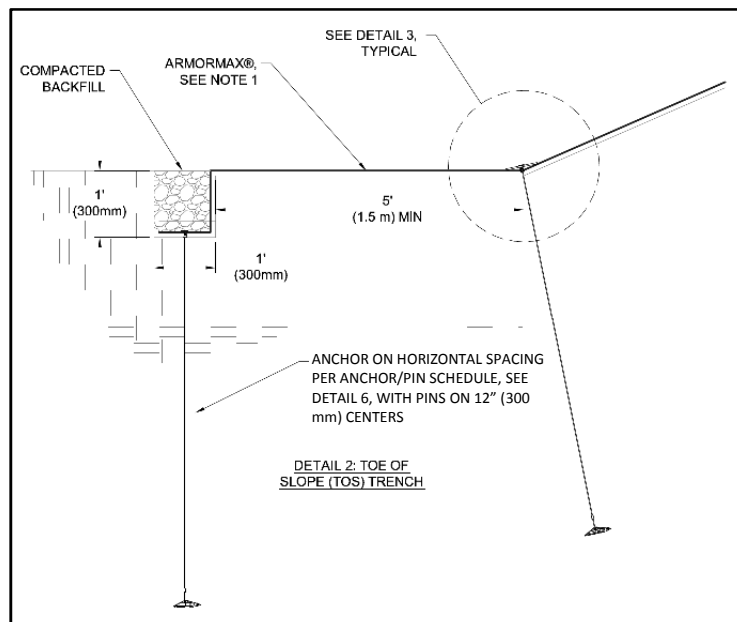 SEE DETAIL 3,
TYPICAL
ARMORMAX®,
SEE NOTE 1
COMPACTED
BACKFILL
1'
(300mm)
5'
(1.5 m) MIN
1'
(300mm)
ANCHOR ON HORIZONTAL SPACING
PER ANCHOR/PIN SCHEDULE, SEE
DETAIL 6, WITH PINS ON 12” (300
mm) CENTERS
DETAIL 2: TOE OF
SLOPE (TOS) TRENCH